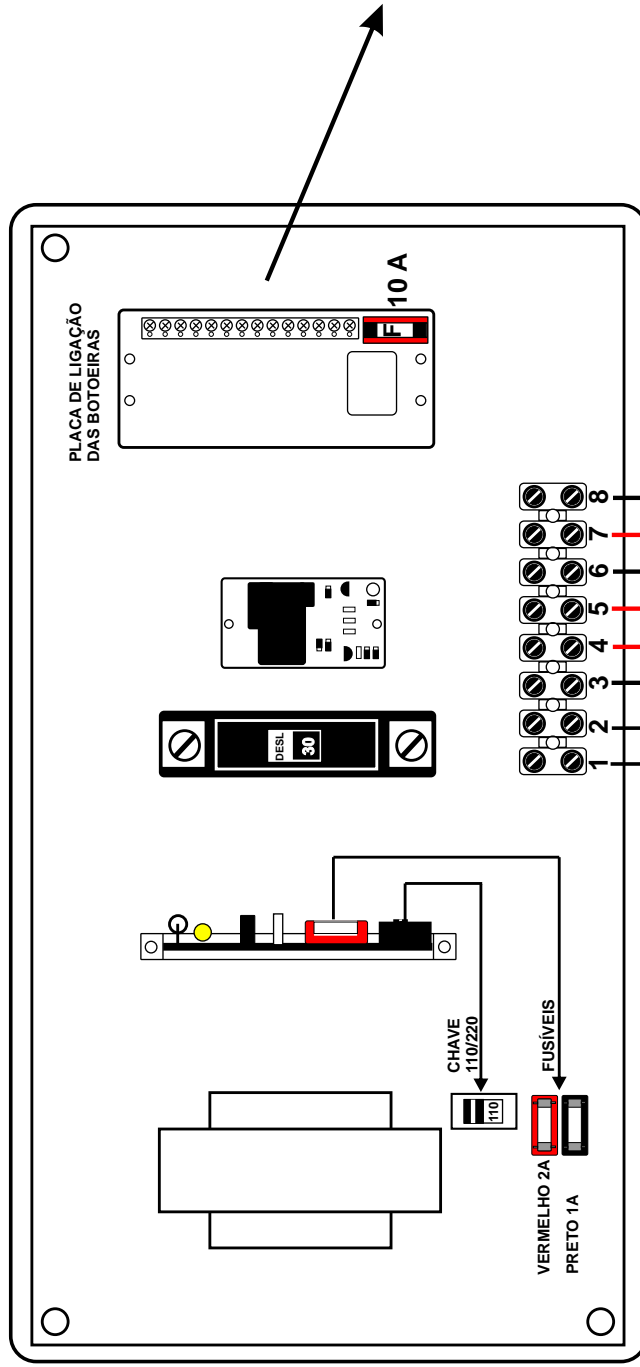 PLACA DE LIGAÇÃO
DAS BOTOEIRAS
F
10 A
8
7
6
5
4
3
2
1
DESL
30
CHAVE
110/220
110
FUSÍVEIS
VERMELHO 2A
PRETO 1A